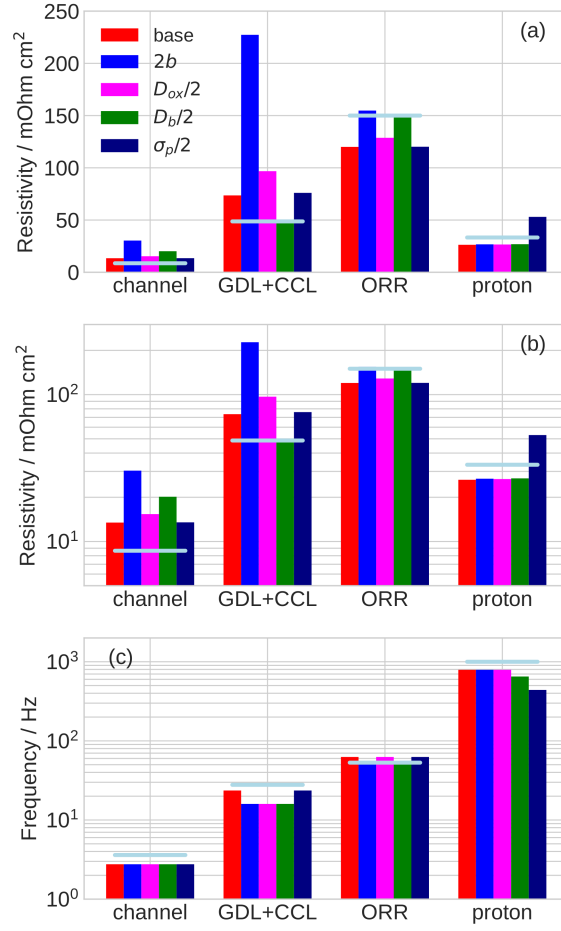 (a)
Resistivity / mOhm cm²
250
200
150
100
50
0
base
2b
Dₒₓ/2
D_b/2
σₚ/2
channel GDL+CCL ORR proton
(b)
Resistivity / mOhm cm²
10²
10¹
channel GDL+CCL ORR proton
(c)
Frequency / Hz
10³
10²
10¹
10⁰
channel GDL+CCL ORR proton